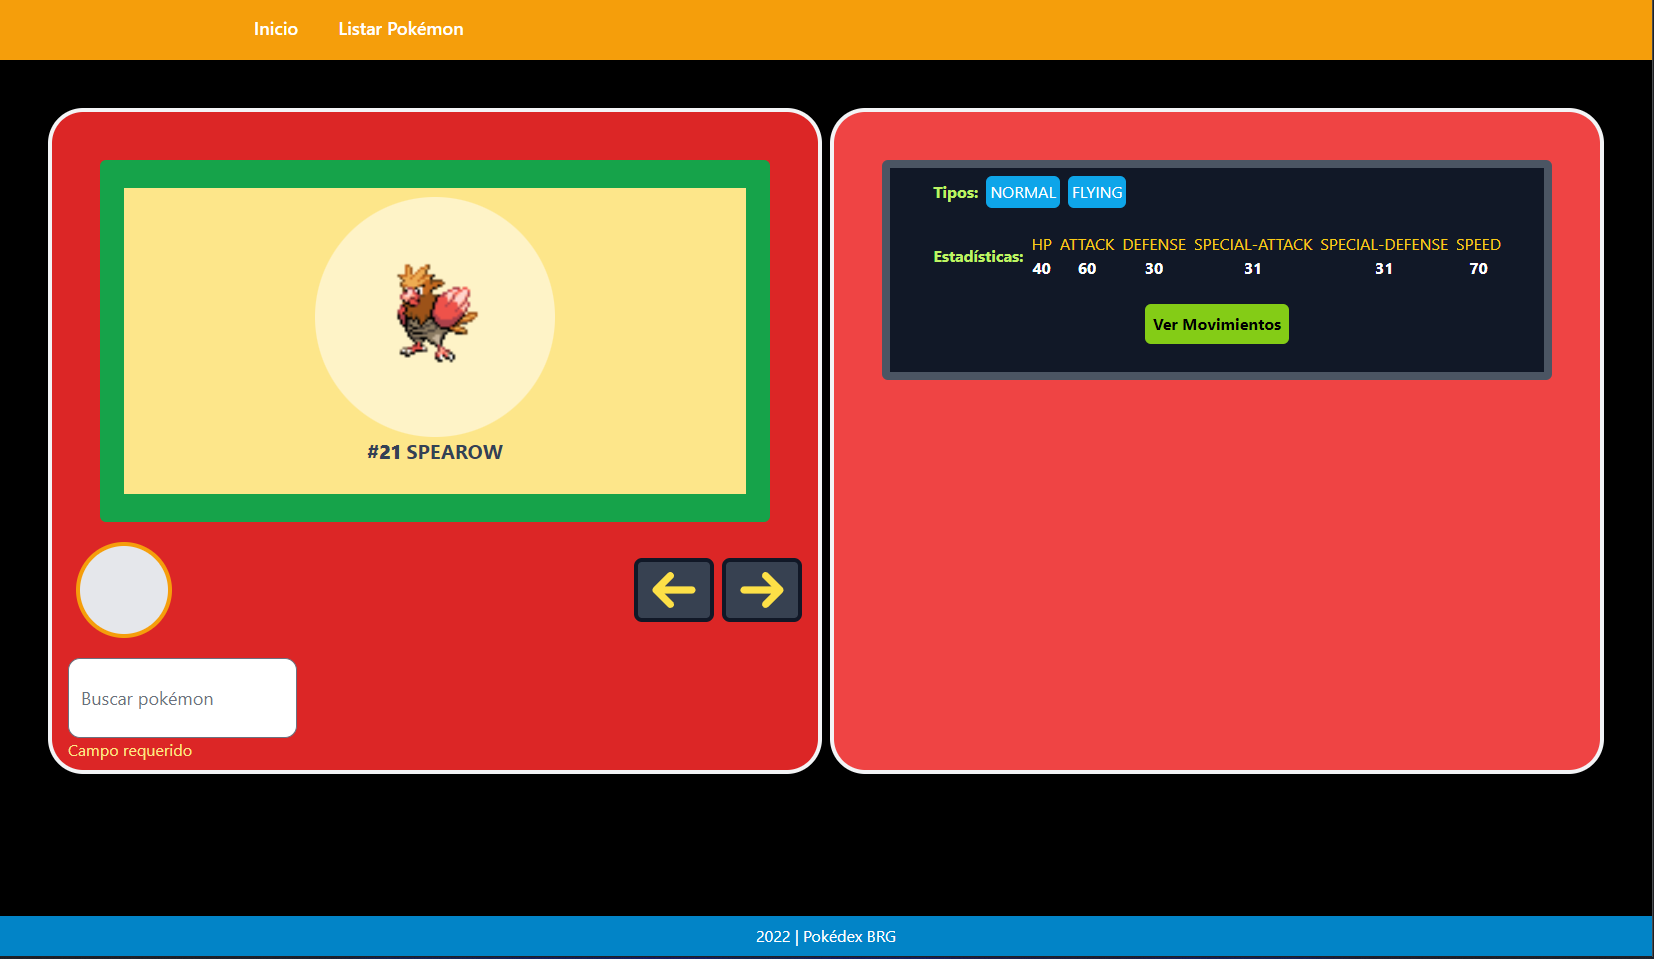 Inicio Listar Pokémon
#21 SPEAROW
Buscar pokémon
Campo requerido
Tipos: NORMAL FLYING
Estadísticas: HP ATTACK DEFENSE SPECIAL-ATTACK SPECIAL-DEFENSE SPEED
40 60 30 31 31 70
Ver Movimientos
2022 | Pokédex BRG